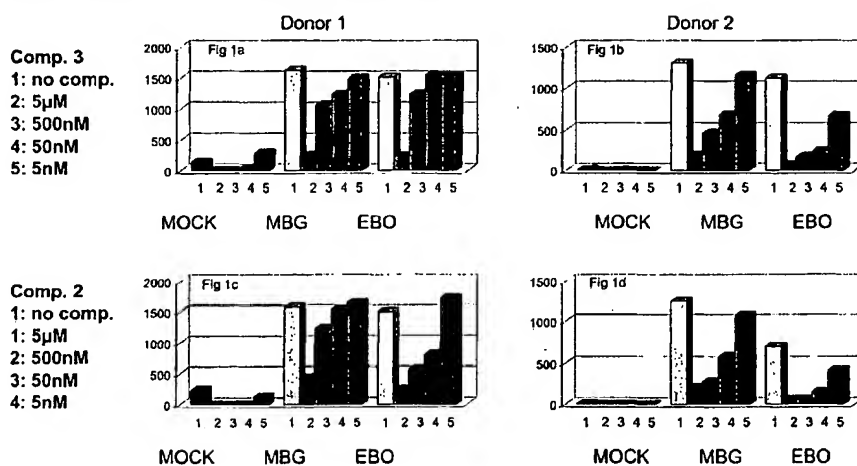 Donor 1
Donor 2
Comp. 3
1: no comp.
2: 5µM
3: 500nM
4: 50nM
5: 5nM
Fig 1a
2000
1500
1000
500
0
1 2 3 4 5 1 2 3 4 5 1 2 3 4 5
MOCK MBG EBO
Fig 1b
1500
1000
500
0
1 2 3 4 5 1 2 3 4 5 1 2 3 4 5
MOCK MBG EBO
Comp. 2
1: no comp.
1: 5µM
2: 500nM
3: 50nM
4: 5nM
Fig 1c
2000
1500
1000
500
0
1 2 3 4 5 1 2 3 4 5 1 2 3 4 5
MOCK MBG EBO
Fig 1d
1500
1000
500
0
1 2 3 4 5 1 2 3 4 5 1 2 3 4 5
MOCK MBG EBO